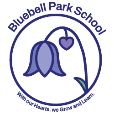 Bluebell Park School
With our Hearts, we Grow and Learn.